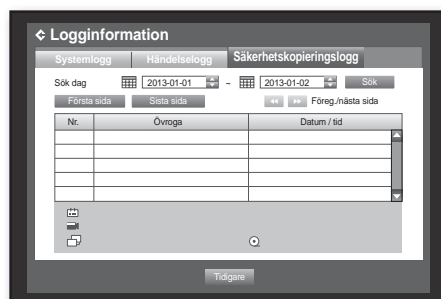 Logginformation
Systemlogg Händelselogg Säkerhetskopieringslogg
Sök dag 2013-01-01 ~ 2013-01-02 Sök
Första sida Sista sida Föreg./nästa sida
Nr. Övroga Datum / tid
Tidigare